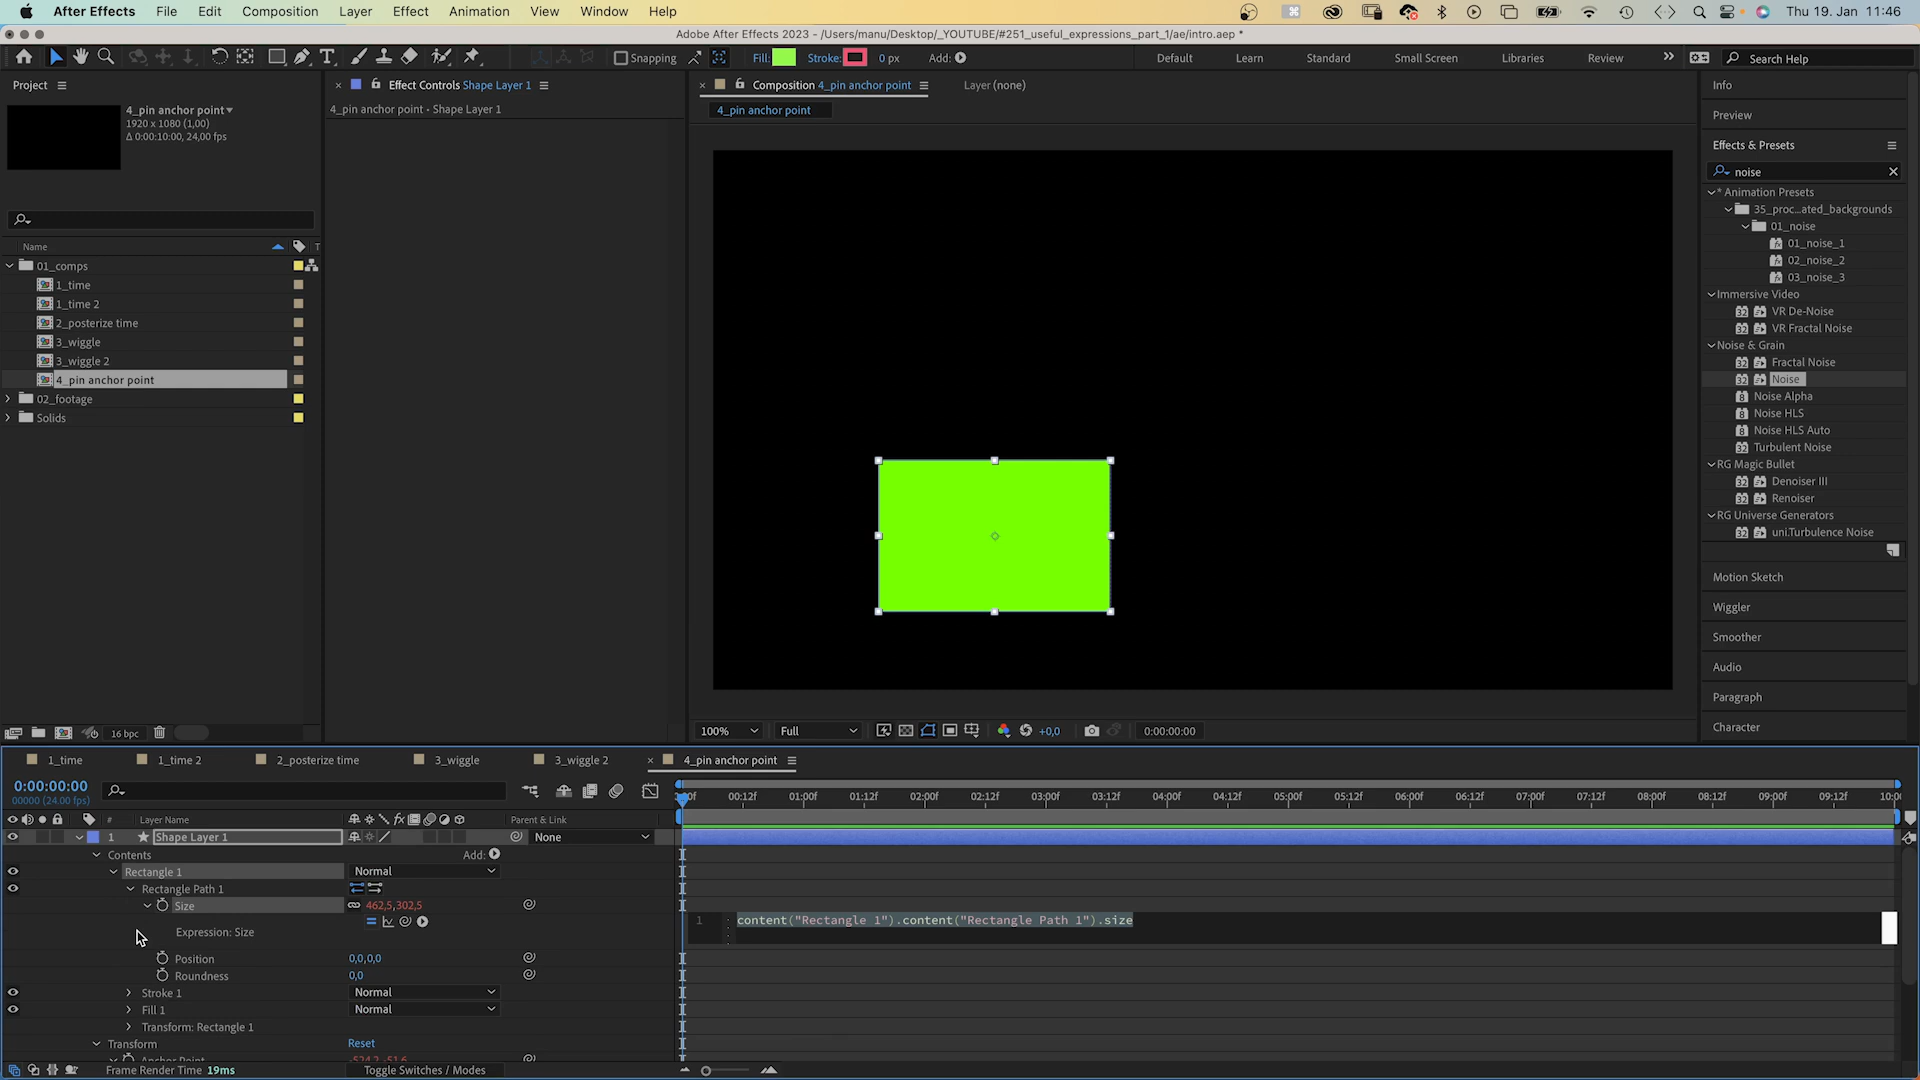 After Effects File Edit Composition Layer Effect Animation View Window Help Thu 19. Jan 11:46
Adobe After Effects 2023 - /Users/manu/Desktop/_YOUTUBE/#251_useful_expressions_part_1/ae/intro.aep *
Snapping Fill: Stroke: 0 px Add: Default Learn Standard Small Screen Libraries Review Search Help
Project
4_pin anchor point
1920 x 1080 (1,00)
Δ 0:00:10:00, 24,00 fps
Name T
01_comps
1_time
1_time 2
2_posterize time
3_wiggle
3_wiggle 2
4_pin anchor point
02_footage
Solids
16 bpc
Effect Controls Shape Layer 1
4_pin anchor point • Shape Layer 1
Composition 4_pin anchor point Layer (none)
4_pin anchor point
100% Full +0,0 0:00:00:00
Info
Preview
Effects & Presets
noise
* Animation Presets
35_proc...ated_backgrounds
01_noise
01_noise_1
02_noise_2
03_noise_3
Immersive Video
VR De-Noise
VR Fractal Noise
Noise & Grain
Fractal Noise
Noise
Noise Alpha
Noise HLS
Noise HLS Auto
Turbulent Noise
RG Magic Bullet
Denoiser III
Renoiser
RG Universe Generators
uni.Turbulence Noise
Motion Sketch
Wiggler
Smoother
Audio
Paragraph
Character
1_time 1_time 2 2_posterize time 3_wiggle 3_wiggle 2 4_pin anchor point
0:00:00:00
00000 (24.00 fps)
00:12f 01:00f 01:12f 02:00f 02:12f 03:00f 03:12f 04:00f 04:12f 05:00f 05:12f 06:00f 06:12f 07:00f 07:12f 08:00f 08:12f 09:00f 09:12f
# Layer Name Parent & Link
1 Shape Layer 1 None
Contents Add:
Rectangle 1 Normal
Rectangle Path 1
Size 462,5,302,5
Expression: Size
1 content("Rectangle 1").content("Rectangle Path 1").size
Position 0,0,0,0
Roundness 0,0
Stroke 1 Normal
Fill 1 Normal
Transform: Rectangle 1
Transform Reset
Anchor Point -524,2,-51,6
Frame Render Time 19ms Toggle Switches / Modes